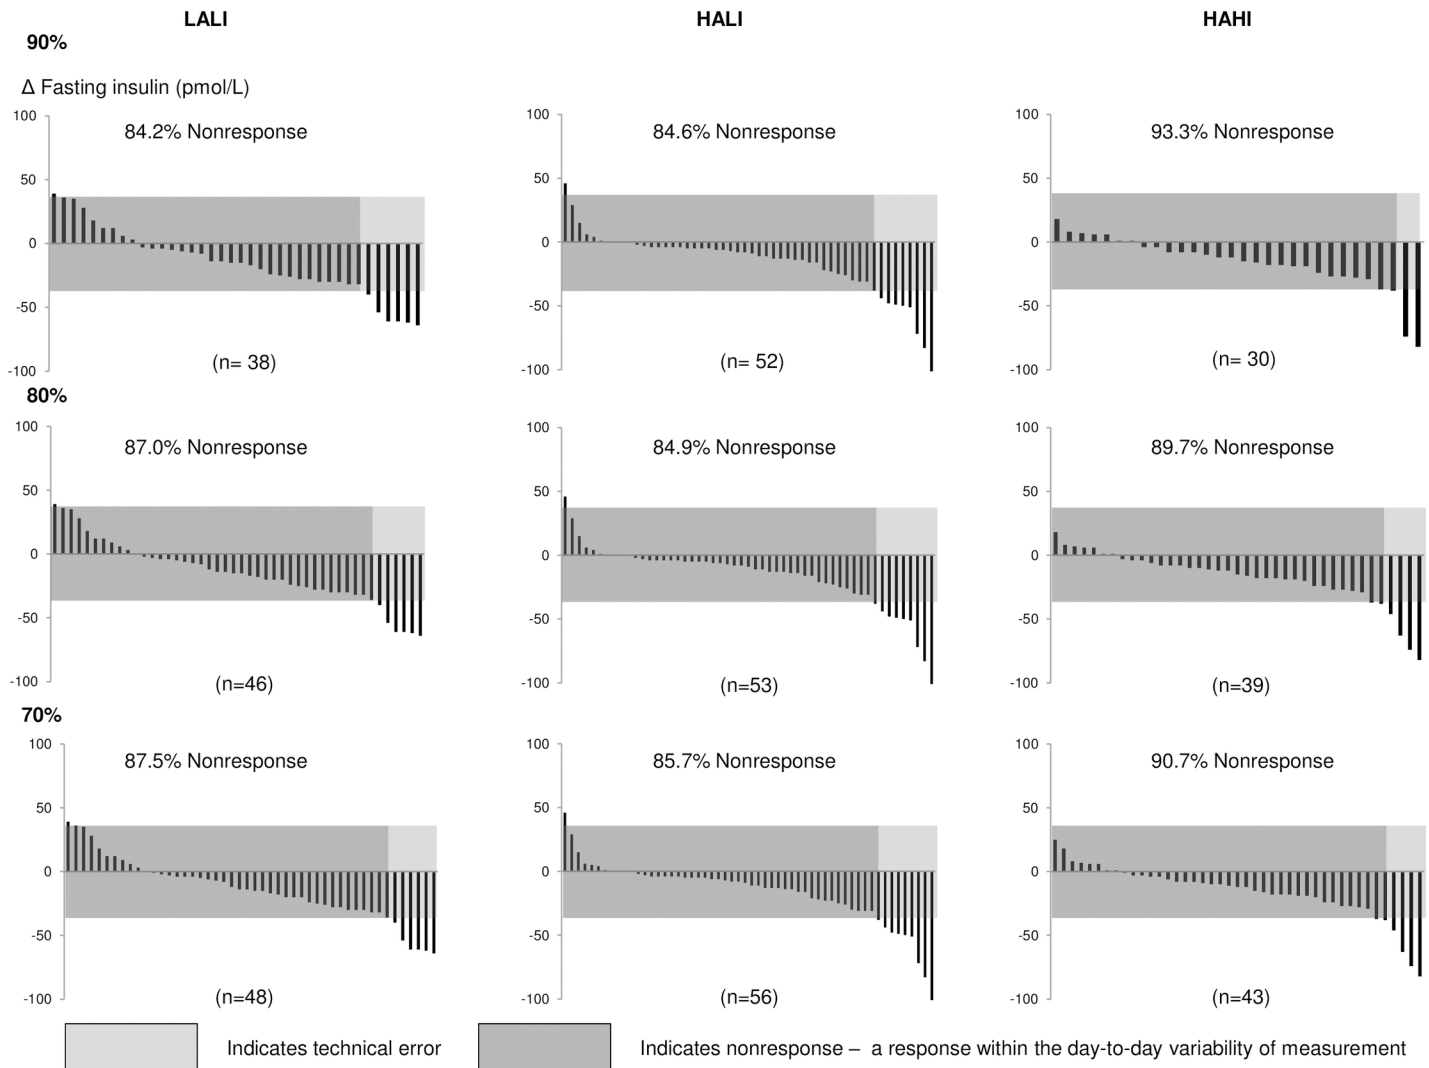 LALI HALI HAHI
90%
Δ Fasting insulin (pmol/L)
100 100 100
84.2% Nonresponse 84.6% Nonresponse 93.3% Nonresponse
50 50 50
0 0 0
-50 -50 -50
(n= 38) (n= 52) (n= 30)
-100 -100 -100
80%
100 100 100
87.0% Nonresponse 84.9% Nonresponse 89.7% Nonresponse
50 50 50
0 0 0
-50 -50 -50
-100 -100 -100
(n=46) (n=53) (n=39)
70%
100 100 100
87.5% Nonresponse 85.7% Nonresponse 90.7% Nonresponse
50 50 50
0 0 0
-50 -50 -50
-100 -100 -100
(n=48) (n=56) (n=43)
Indicates technical error Indicates nonresponse – a response within the day-to-day variability of measurement